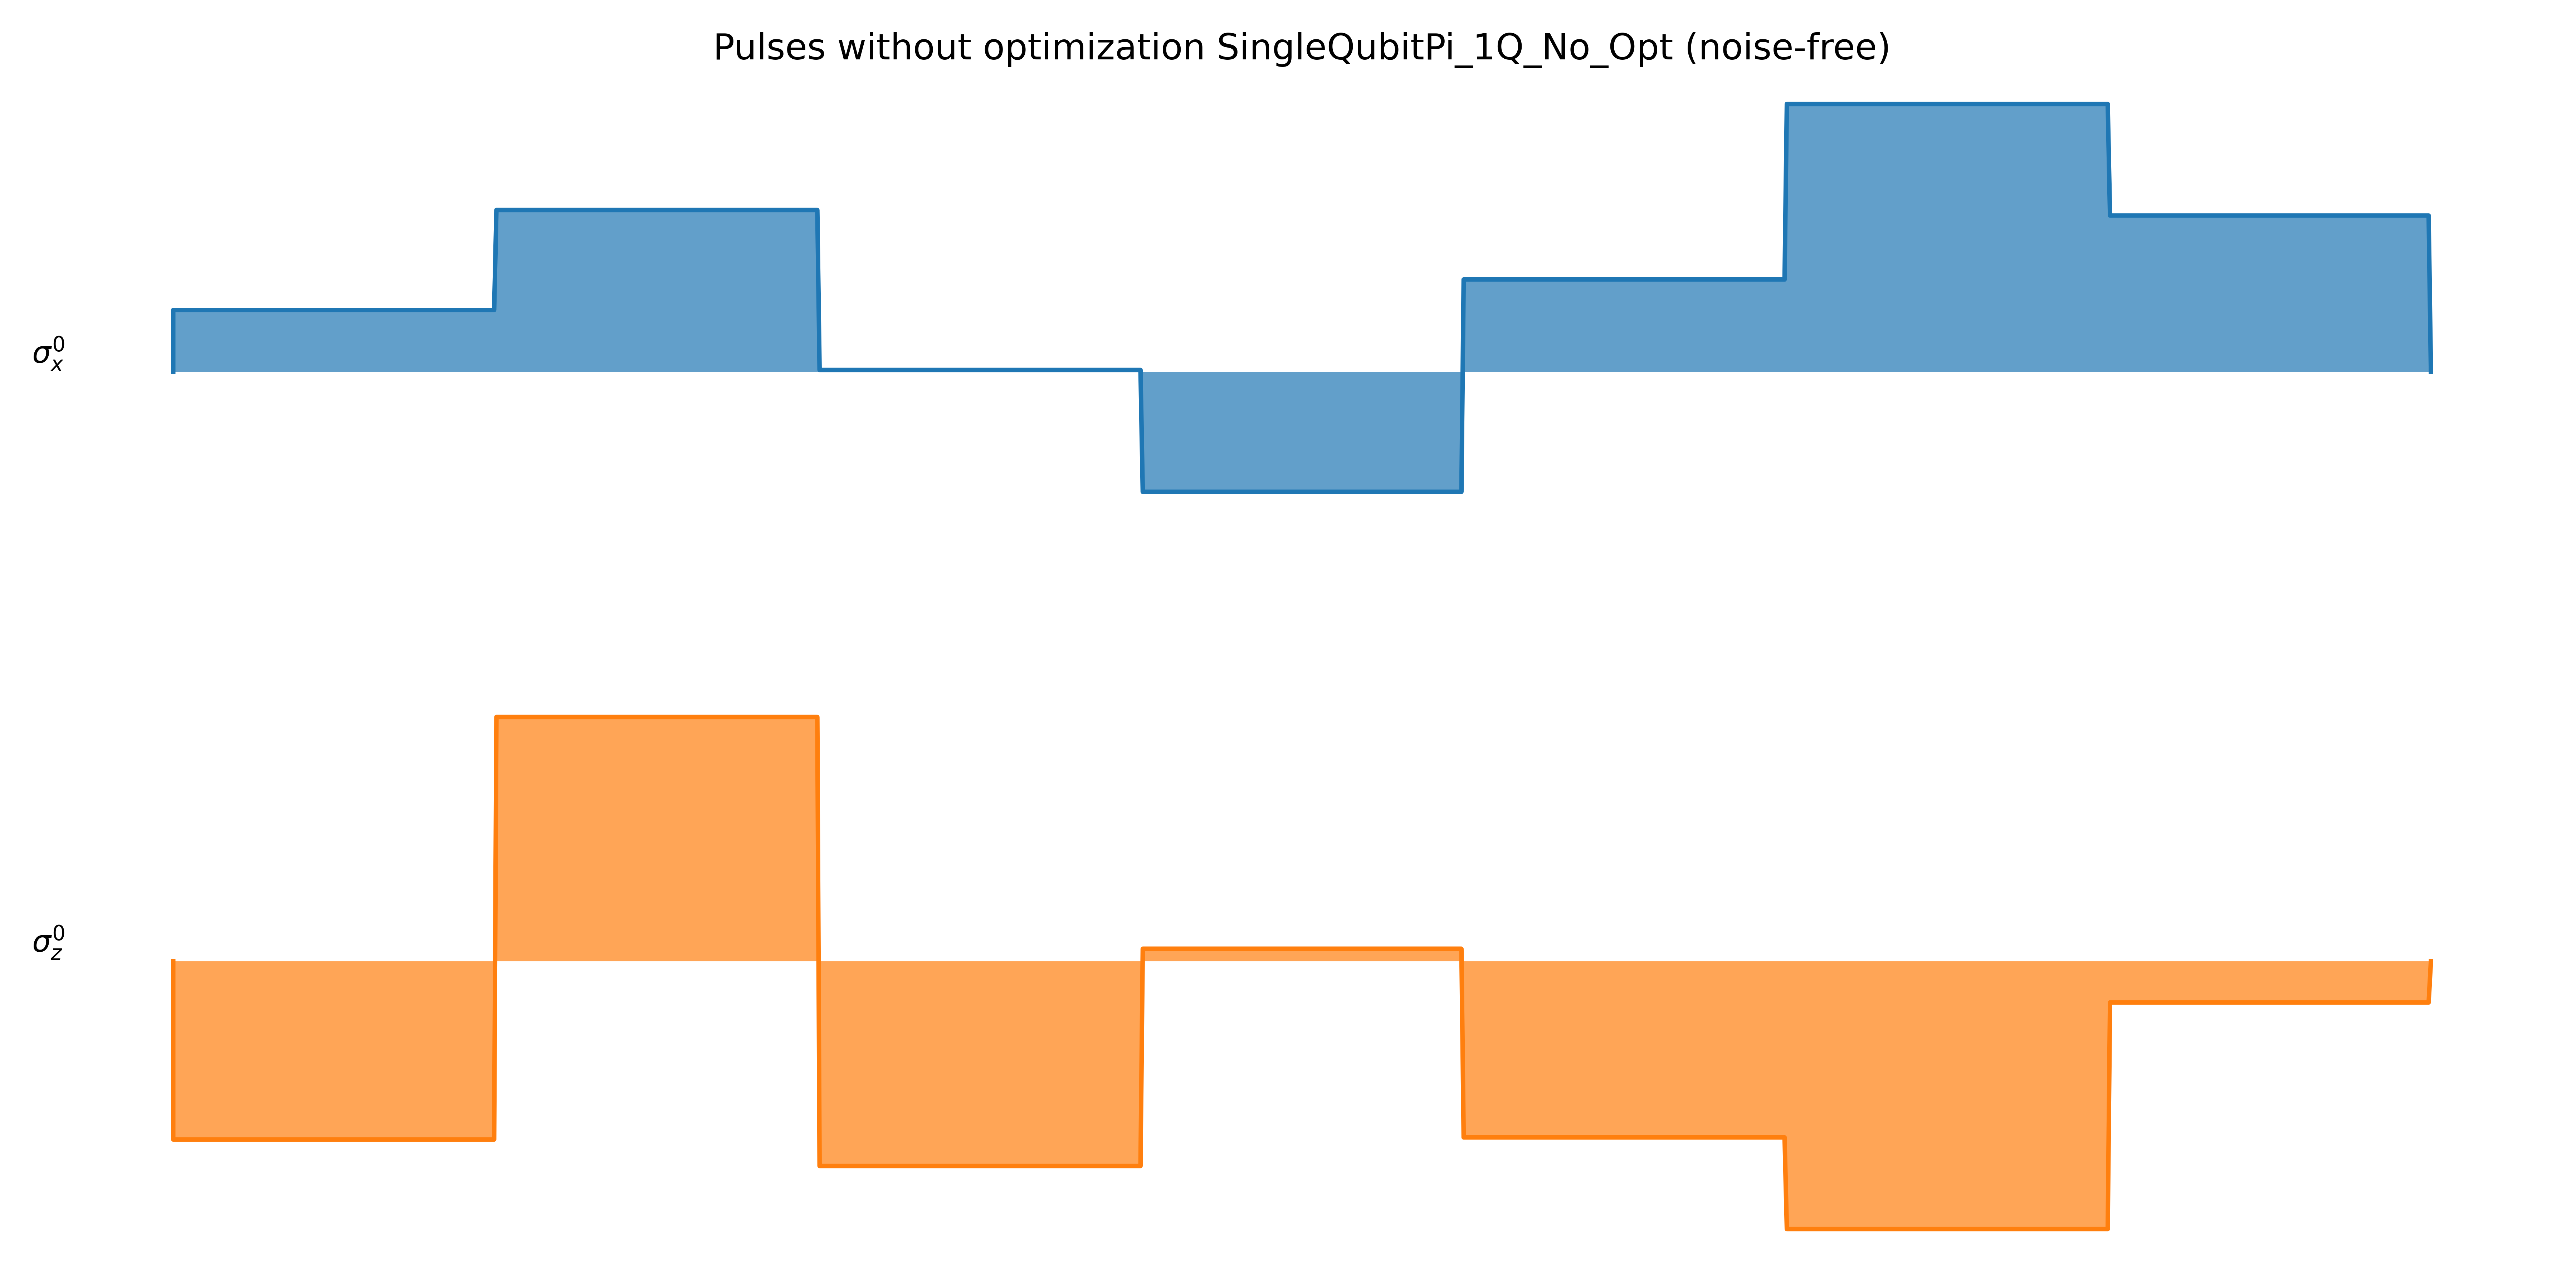 Pulses without optimization SingleQubitPi_1Q_No_Opt (noise-free)
σ_x^0
σ_z^0